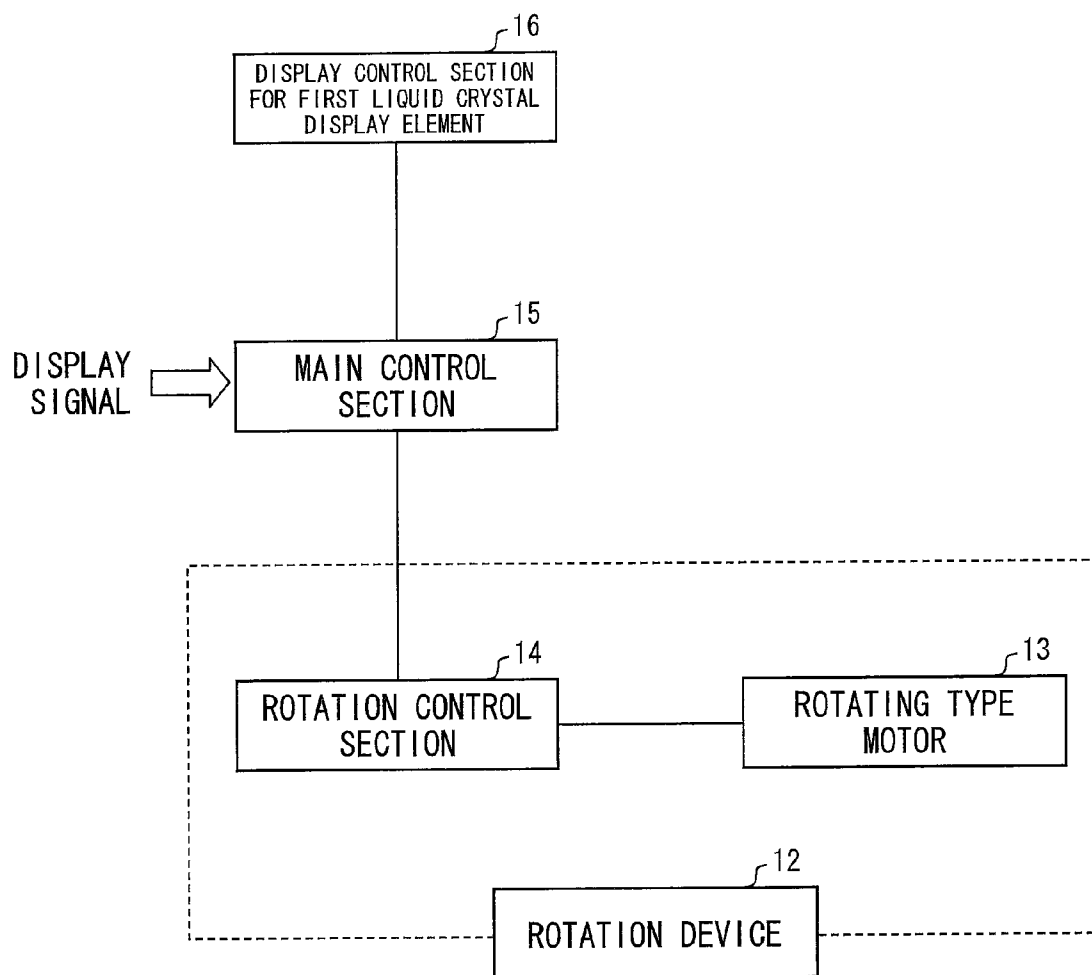 16
DISPLAY CONTROL SECTION
FOR FIRST LIQUID CRYSTAL
DISPLAY ELEMENT
15
DISPLAY
SIGNAL
MAIN CONTROL
SECTION
14
ROTATION CONTROL
SECTION
13
ROTATING TYPE
MOTOR
12
ROTATION DEVICE